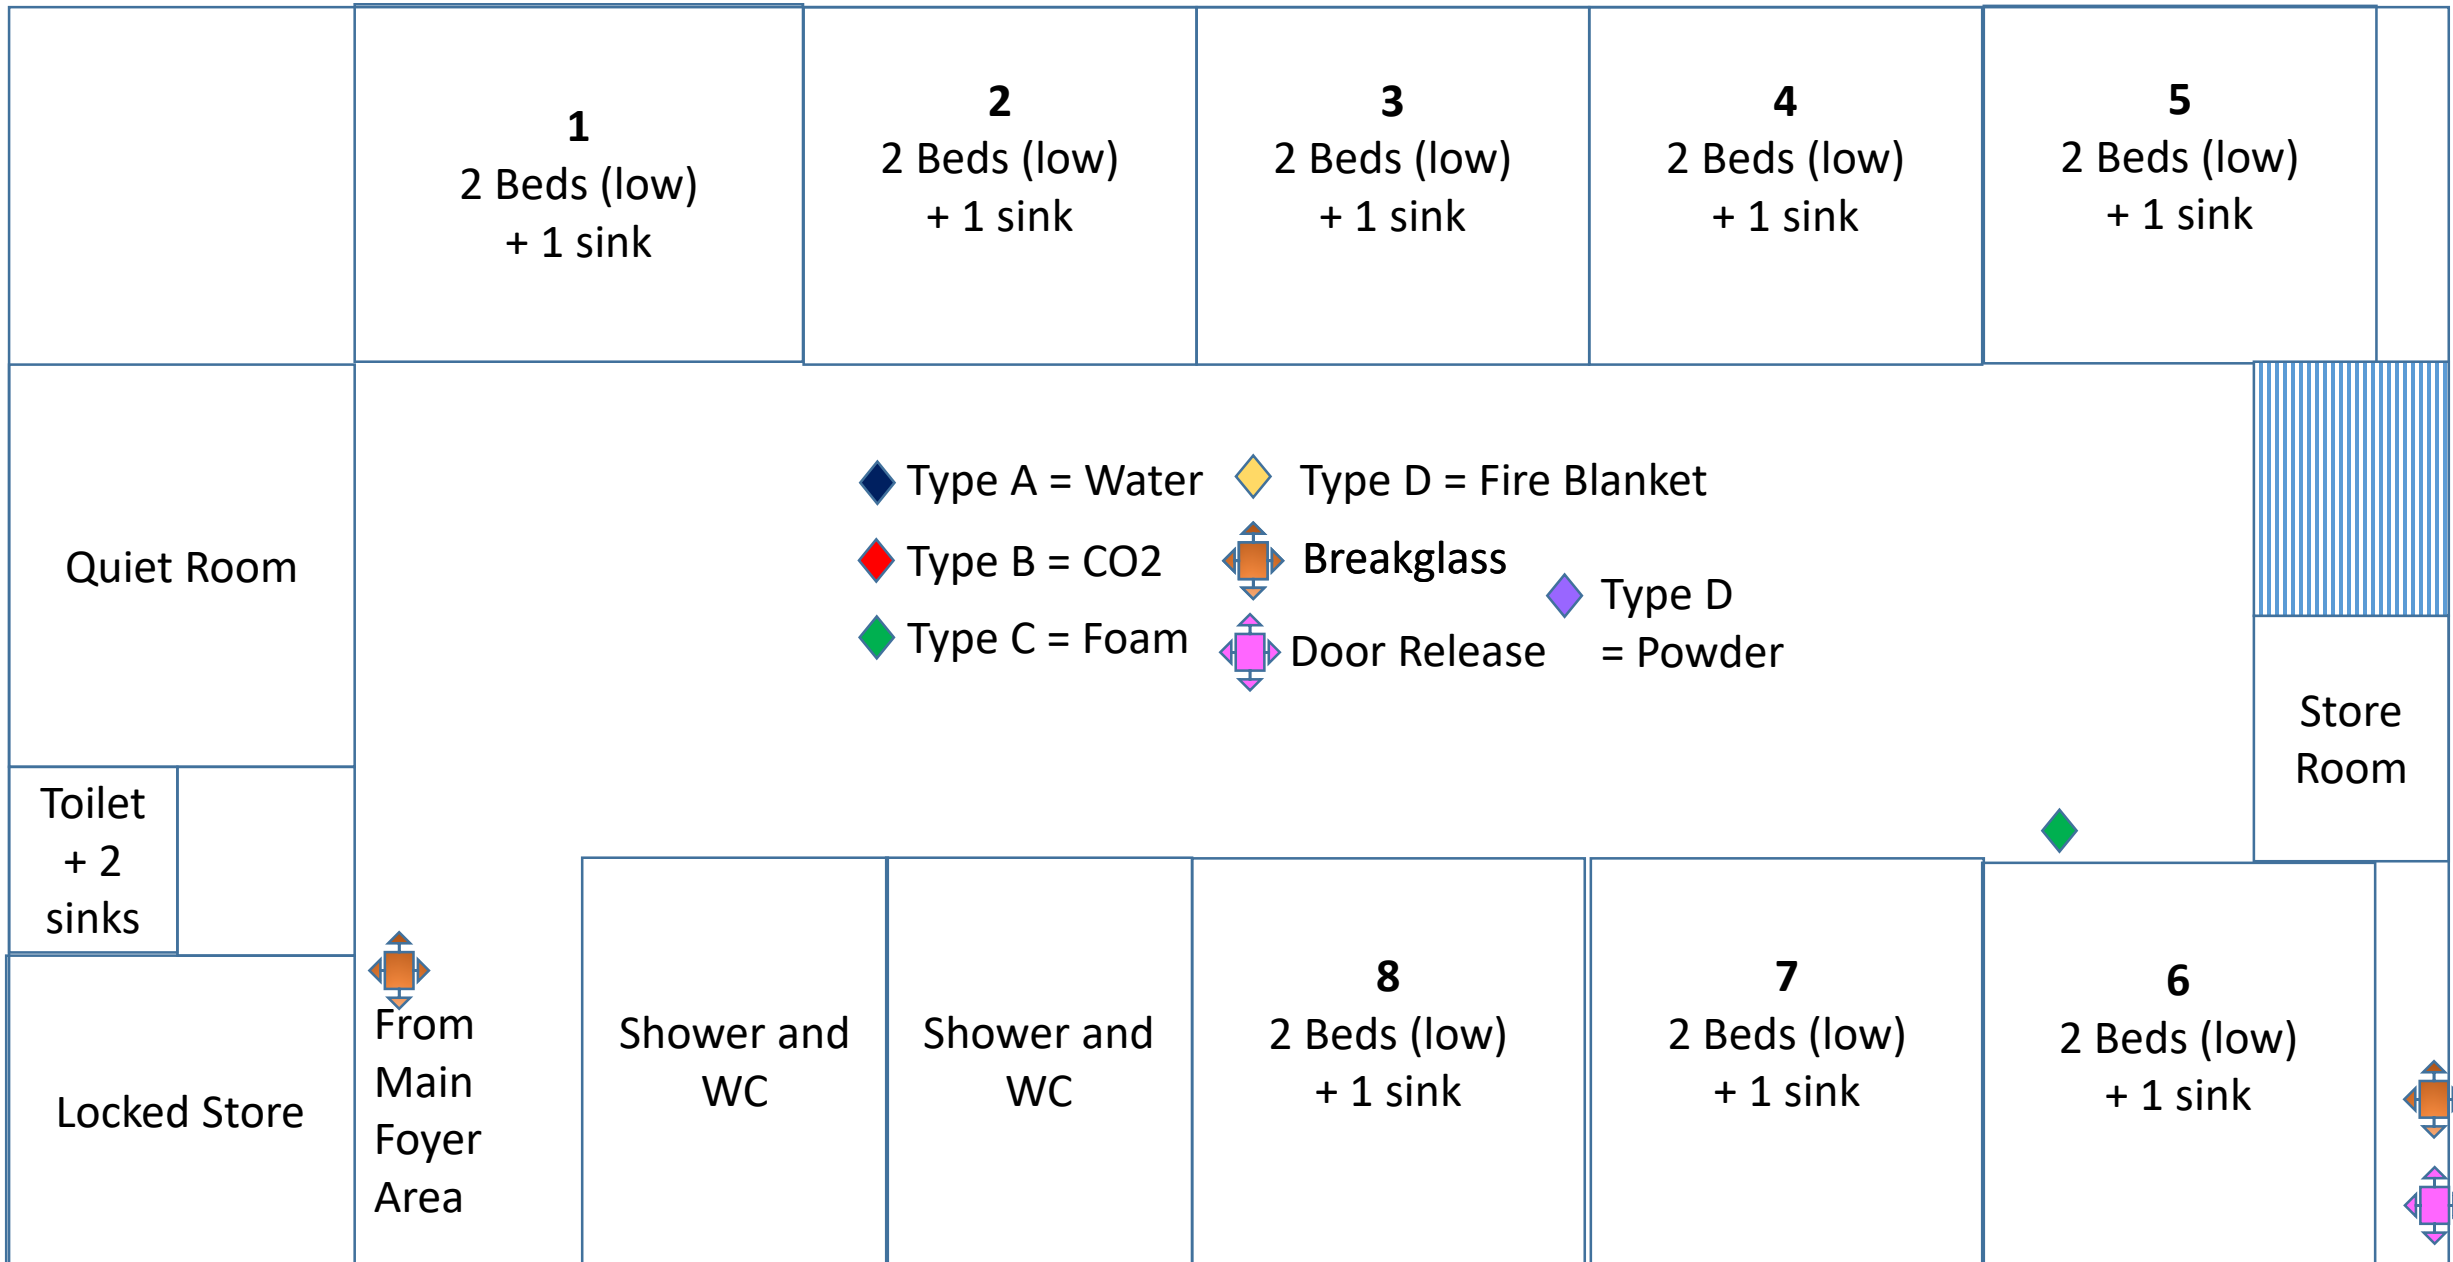 1
2 Beds (low)
+ 1 sink
2
2 Beds (low)
+ 1 sink
3
2 Beds (low)
+ 1 sink
4
2 Beds (low)
+ 1 sink
5
2 Beds (low)
+ 1 sink
Quiet Room
Type A = Water
Type B = CO2
Type C = Foam
Type D = Fire Blanket
Breakglass
Door Release
Type D
= Powder
Store
Room
Toilet
+ 2
sinks
Locked Store
From
Main
Foyer
Area
Shower and
WC
Shower and
WC
8
2 Beds (low)
+ 1 sink
7
2 Beds (low)
+ 1 sink
6
2 Beds (low)
+ 1 sink